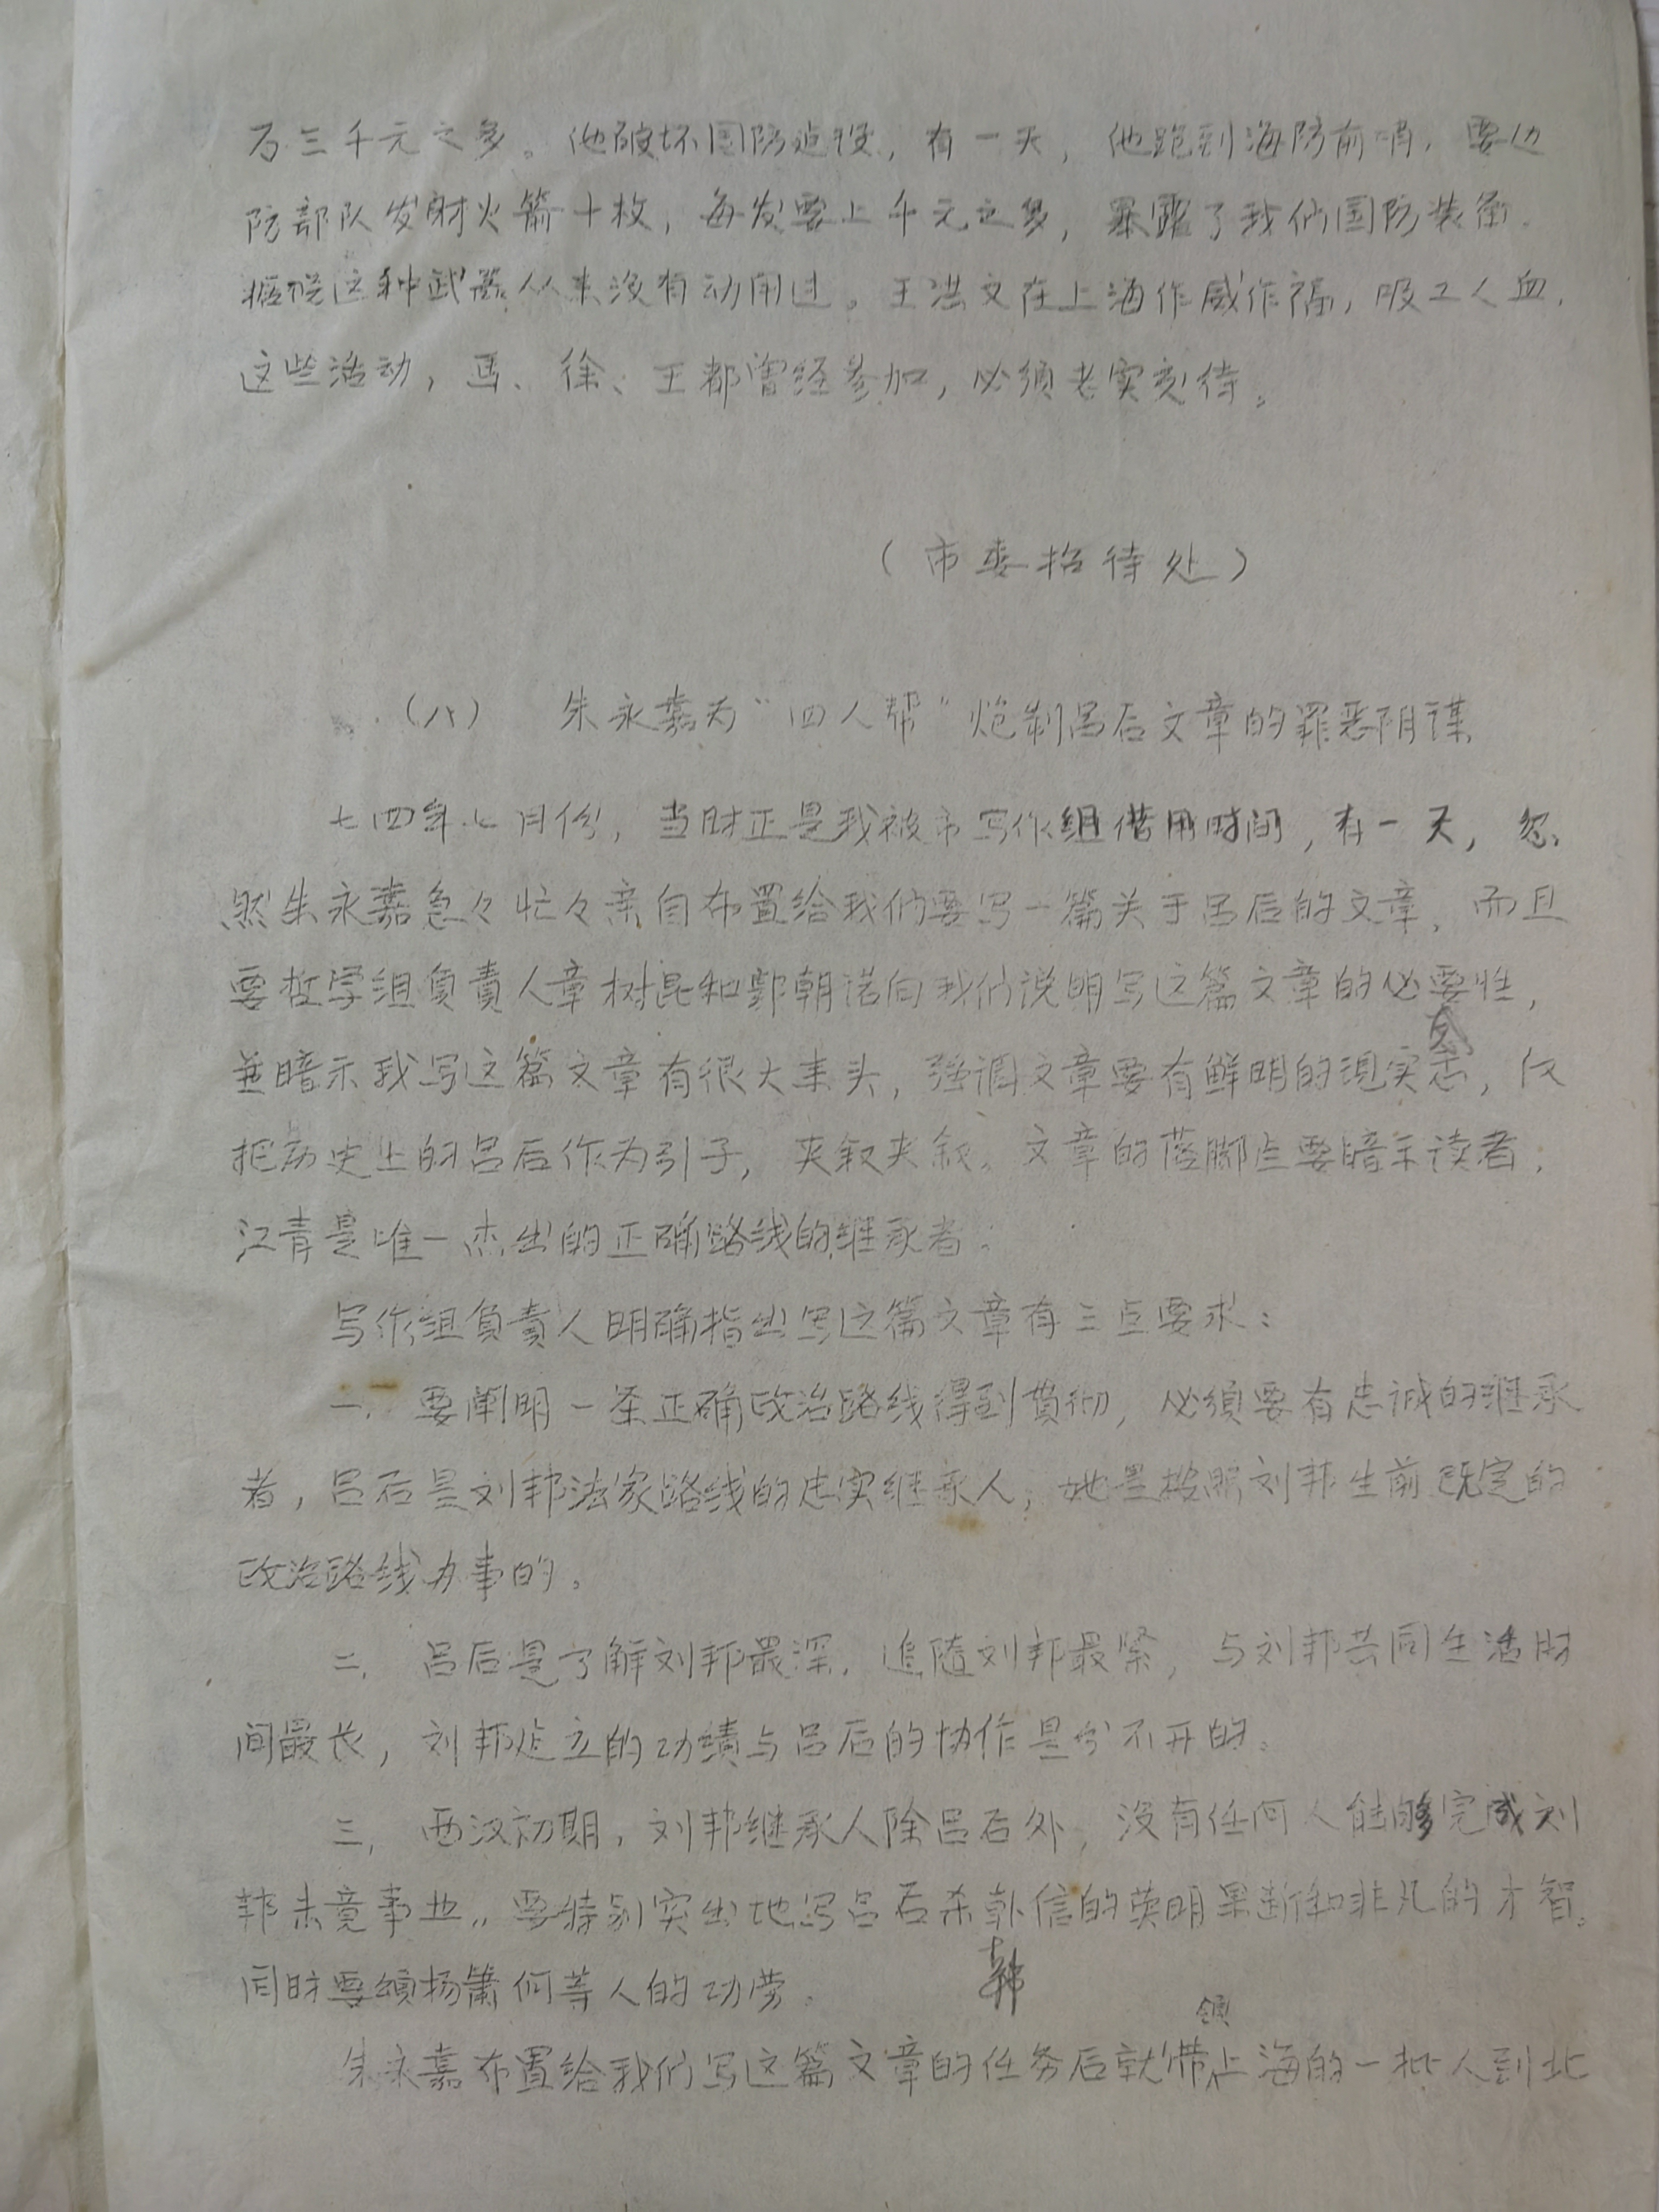 万三千元之多。他破坏国防建设，有一天，他跑到海防前哨，要边
防部队发射火箭十枚，每发要上千元之多，暴露了我们国防装备。
据说这种武器从来没有动用过。王洪文在上海作威作福，吸工人血，
这些活动，马、徐、王都曾经参加，必须老实交待。
（市委招待处）
（八） 朱永嘉为“四人帮”炮制吕后文章的罪恶阴谋
七四年七月份，当时正是我被市写作组借用时间，有一天，忽
然朱永嘉急々忙々亲自布置给我们要写一篇关于吕后的文章，而且
要哲学组负责人章树昆和郭朝诺向我们说明写这篇文章的必要性，
並暗示我写这篇文章有很大来头，强调文章要有鲜明的现实意，仅
把历史上的吕后作为引子，夹叙夹叙。文章的落脚点要暗示读者，
江青是唯一杰出的正确路线的继承者。
写作组负责人明确指出写这篇文章有三点要求：
一、要阐明一条正确政治路线得到贯彻，必须要有忠诚的继承
者，吕后是刘邦法家路线的忠实继承人，她是按照刘邦生前既定的
政治路线办事的。
二、吕后是了解刘邦最深，追随刘邦最紧，与刘邦共同生活时
间最长，刘邦建立的功绩与吕后的协作是分不开的。
三、西汉初期，刘邦继承人除吕后外，没有任何人能够完成刘
邦未竟事业。要特别突出地写吕后杀韩信的英明果断和非凡的才智。
同时要颂扬萧何等人的功劳。
韩
领
朱永嘉布置给我们写这篇文章的任务后就带上海的一批人到北